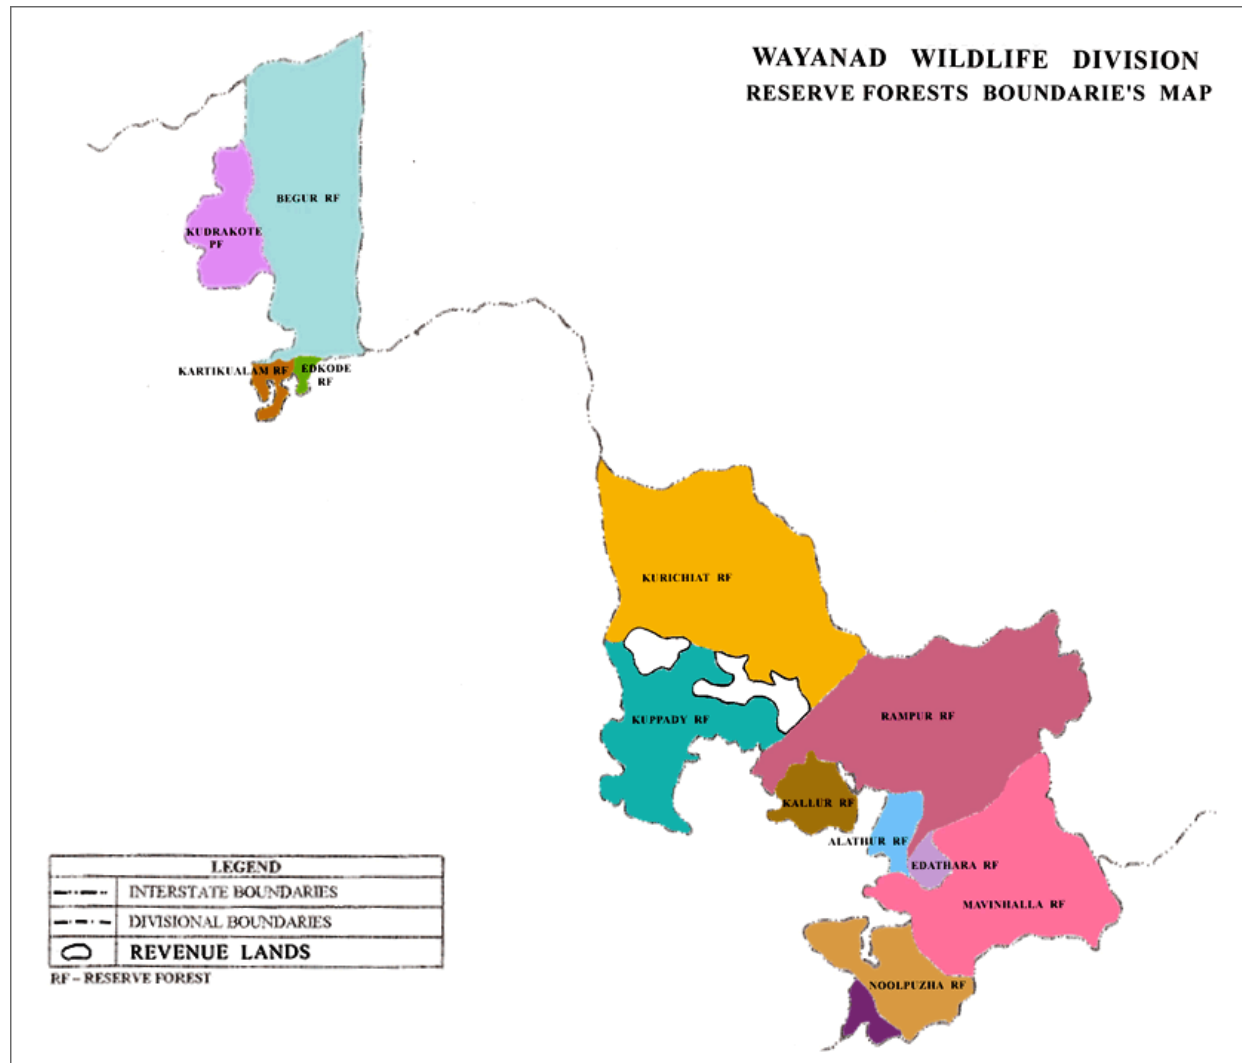 WAYANAD WILDLIFE DIVISION
RESERVE FORESTS BOUNDARIE'S MAP
BEGUR RF
KUDRAKOTE
PF
KARTIKUALAM RF
EDKODE
RF
KURICHIAT RF
KUPPADY RF
RAMPUR RF
KALLUR RF
ALATHUR RF
EDATHARA RF
MAVINHALLA RF
NOOLPUZHA RF
LEGEND
INTERSTATE BOUNDARIES
DIVISIONAL BOUNDARIES
REVENUE LANDS
RF - RESERVE FOREST